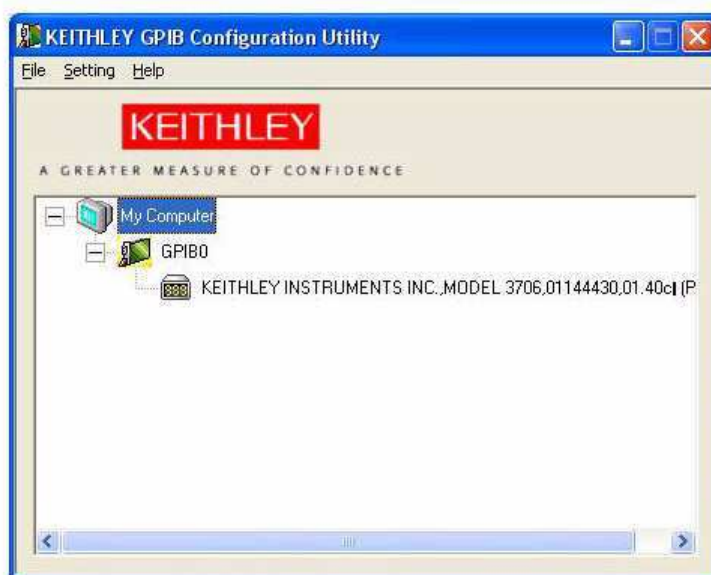 KEITHLEY GPIB Configuration Utility
File Setting Help
KEITHLEY
A GREATER MEASURE OF CONFIDENCE
My Computer
GPIB0
KEITHLEY INSTRUMENTS INC.,MODEL 3706,01144430,01.40c (P